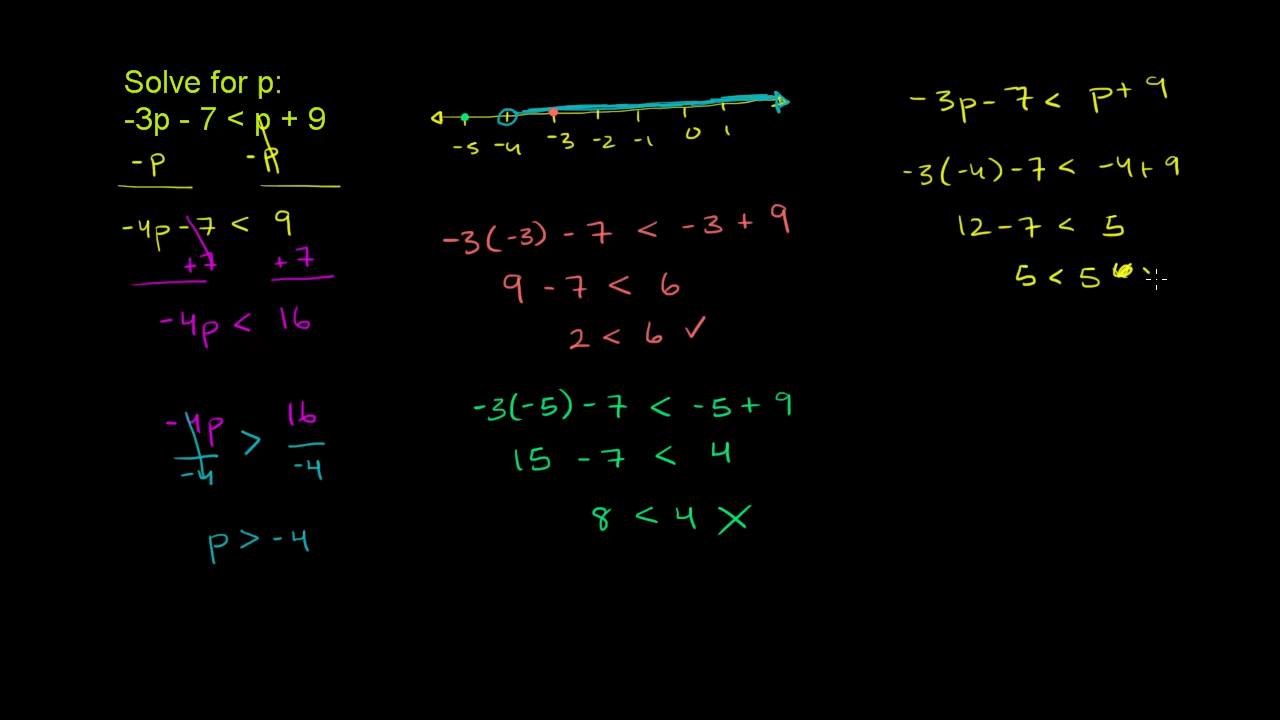 Solve for p:
-3p - 7 < p + 9
-p -p
-4p - 7 < 9
+7 +7
-4p < 16
-4p > 16
-4 -4
p > -4
-5 -4 -3 -2 -1 0 1
-3(-3) - 7 < -3 + 9
9 - 7 < 6
2 < 6 ✓
-3(-5) - 7 < -5 + 9
15 - 7 < 4
8 < 4 X
-3p - 7 < p + 9
-3(-4) - 7 < -4 + 9
12 - 7 < 5
5 < 5